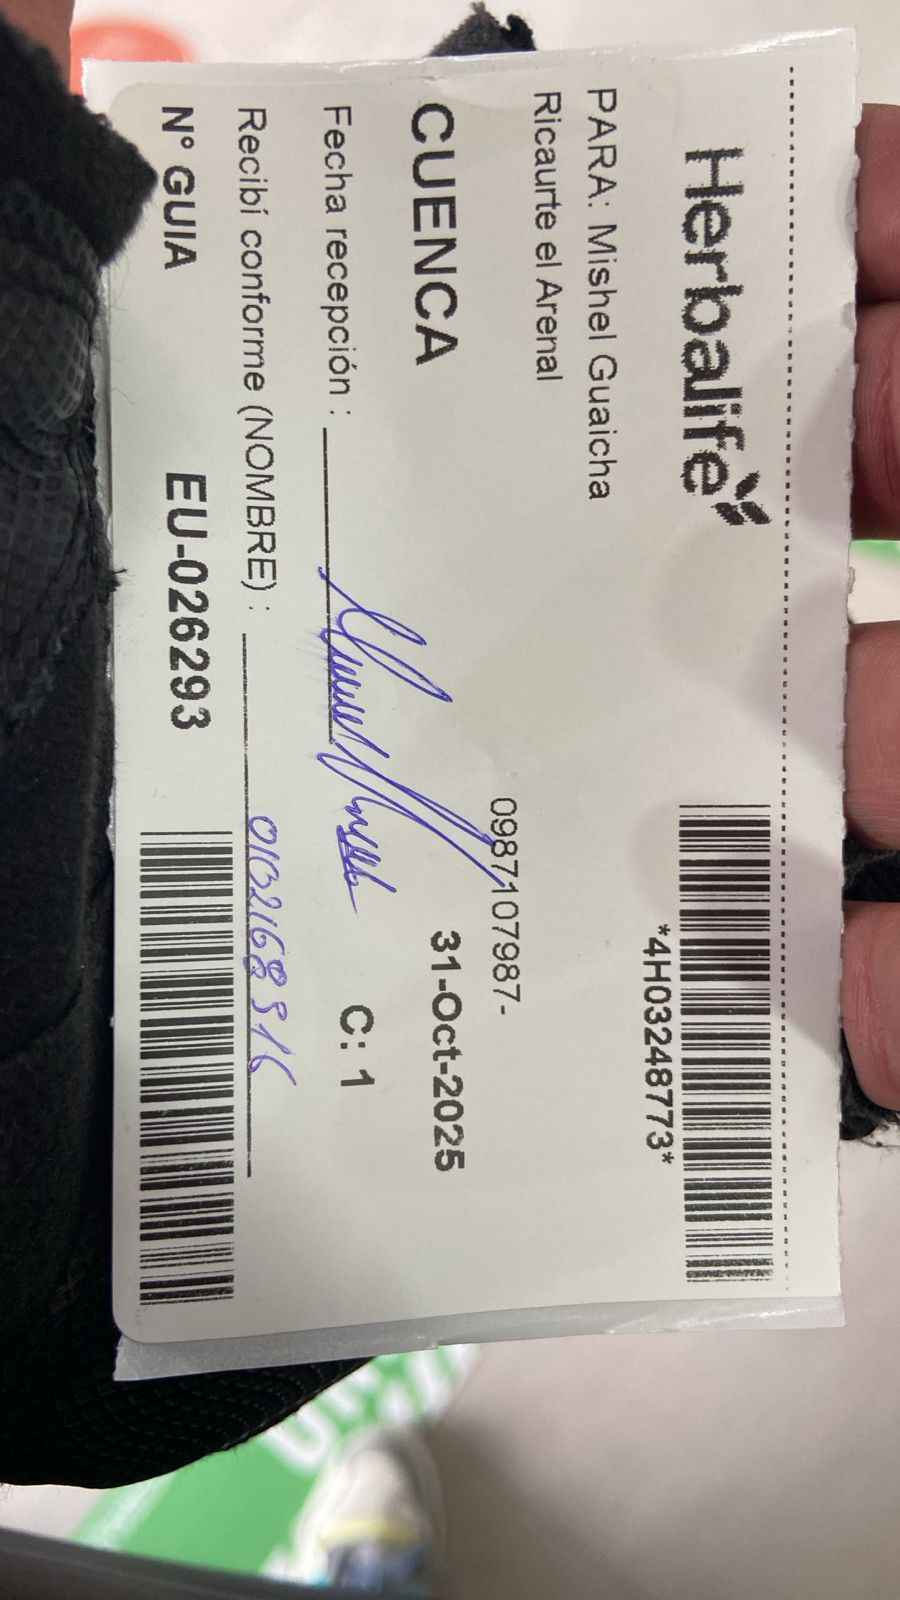 Herbalife
*4H03248773*
PARA: Mishel Guaicha
Ricaurte el Arenal
0987107987-
CUENCA
31-Oct-2025
Fecha recepción :
C: 1
Recibí conforme (NOMBRE) :
N° GUIA
EU-026293